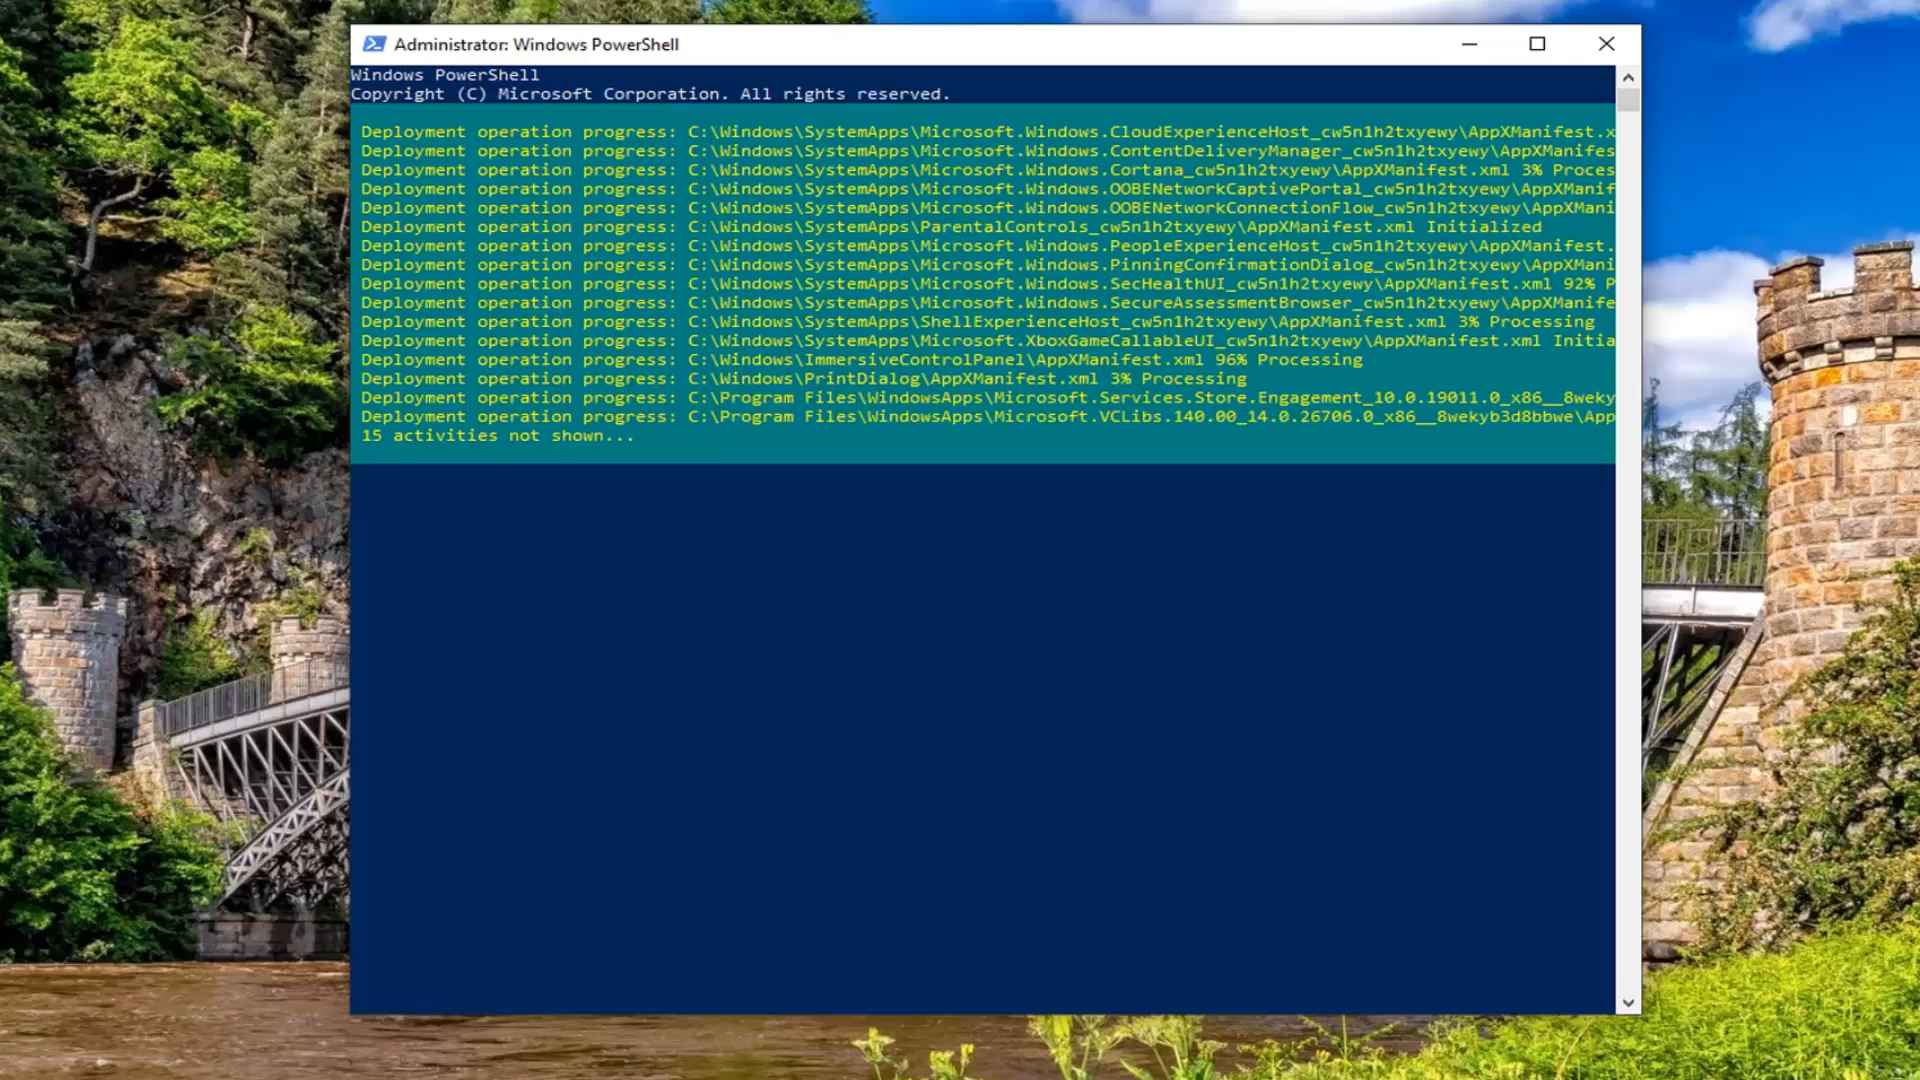 Administrator: Windows PowerShell
Windows PowerShell
Copyright (C) Microsoft Corporation. All rights reserved.
Deployment operation progress: C:\Windows\SystemApps\Microsoft.Windows.CloudExperienceHost_cw5n1h2txyewy\AppXManifest.x
Deployment operation progress: C:\Windows\SystemApps\Microsoft.Windows.ContentDeliveryManager_cw5n1h2txyewy\AppXManifes
Deployment operation progress: C:\Windows\SystemApps\Microsoft.Windows.Cortana_cw5n1h2txyewy\AppXManifest.xml 3% Proces
Deployment operation progress: C:\Windows\SystemApps\Microsoft.Windows.OOBENetworkCaptivePortal_cw5n1h2txyewy\AppXManif
Deployment operation progress: C:\Windows\SystemApps\Microsoft.Windows.OOBENetworkConnectionFlow_cw5n1h2txyewy\AppXMani
Deployment operation progress: C:\Windows\SystemApps\ParentalControls_cw5n1h2txyewy\AppXManifest.xml Initialized
Deployment operation progress: C:\Windows\SystemApps\Microsoft.Windows.PeopleExperienceHost_cw5n1h2txyewy\AppXManifest.
Deployment operation progress: C:\Windows\SystemApps\Microsoft.Windows.PinningConfirmationDialog_cw5n1h2txyewy\AppXMani
Deployment operation progress: C:\Windows\SystemApps\Microsoft.Windows.SecHealthUI_cw5n1h2txyewy\AppXManifest.xml 92% P
Deployment operation progress: C:\Windows\SystemApps\Microsoft.Windows.SecureAssessmentBrowser_cw5n1h2txyewy\AppXManife
Deployment operation progress: C:\Windows\SystemApps\ShellExperienceHost_cw5n1h2txyewy\AppXManifest.xml 3% Processing
Deployment operation progress: C:\Windows\SystemApps\Microsoft.XboxGameCallableUI_cw5n1h2txyewy\AppXManifest.xml Initia
Deployment operation progress: C:\Windows\ImmersiveControlPanel\AppXManifest.xml 96% Processing
Deployment operation progress: C:\Windows\PrintDialog\AppXManifest.xml 3% Processing
Deployment operation progress: C:\Program Files\WindowsApps\Microsoft.Services.Store.Engagement_10.0.19011.0_x86__8weky
Deployment operation progress: C:\Program Files\WindowsApps\Microsoft.VCLibs.140.00_14.0.26706.0_x86__8wekyb3d8bbwe\App
15 activities not shown...